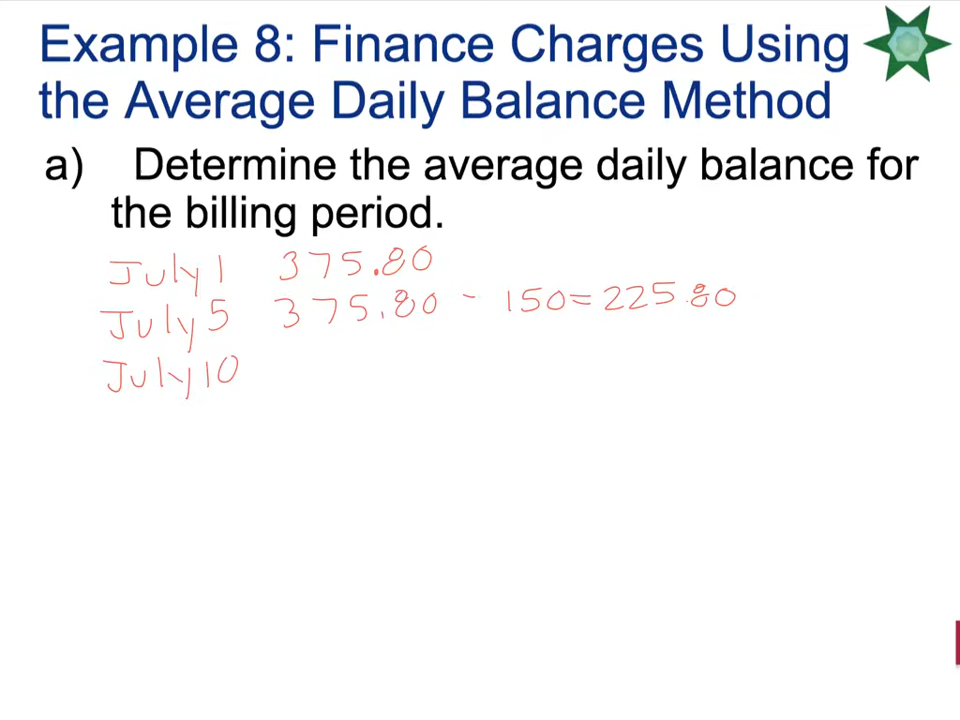 Example 8: Finance Charges Using
the Average Daily Balance Method
a) Determine the average daily balance for
the billing period.
July 1 375.80
July 5 375.80 - 150 = 225.80
July 10